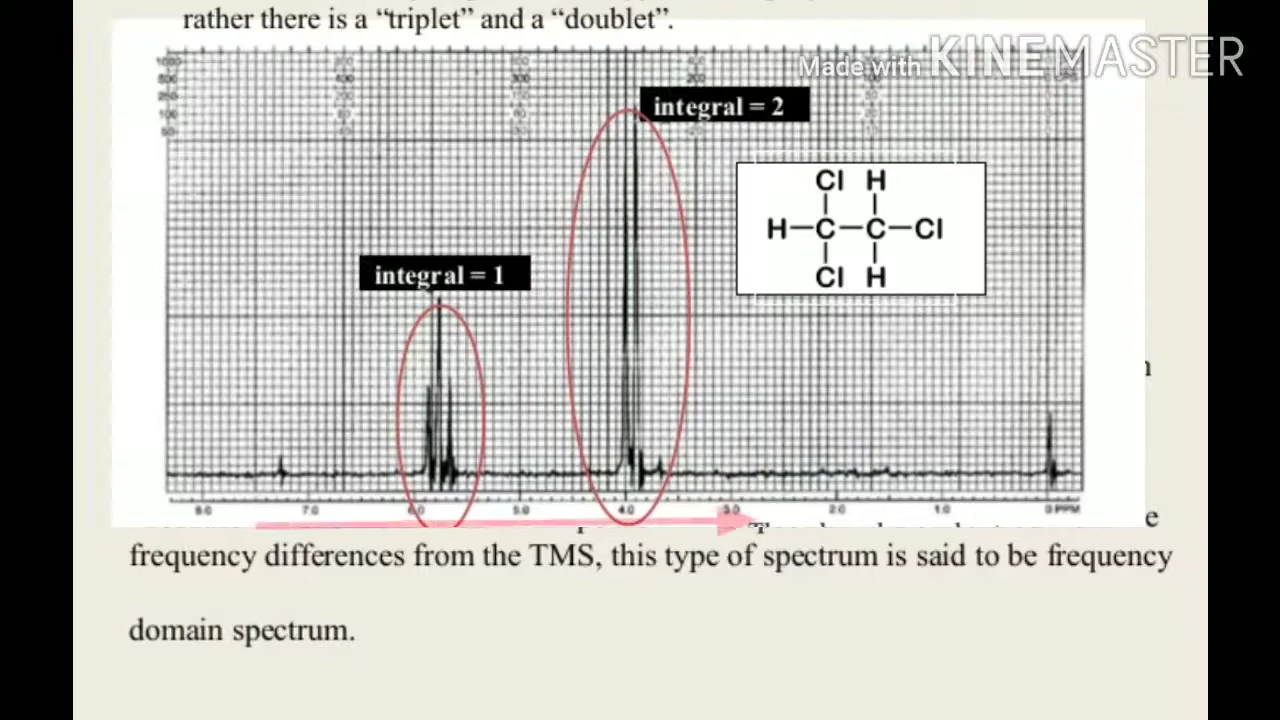 rather there is a “triplet” and a “doublet”.
Made with KINEMASTER
integral = 2
Cl H
H–C–C–Cl
Cl H
integral = 1
8.0 7.0 5.0 4.0 3.0 2.0 1.0 0 PPM
e
frequency differences from the TMS, this type of spectrum is said to be frequency
domain spectrum.